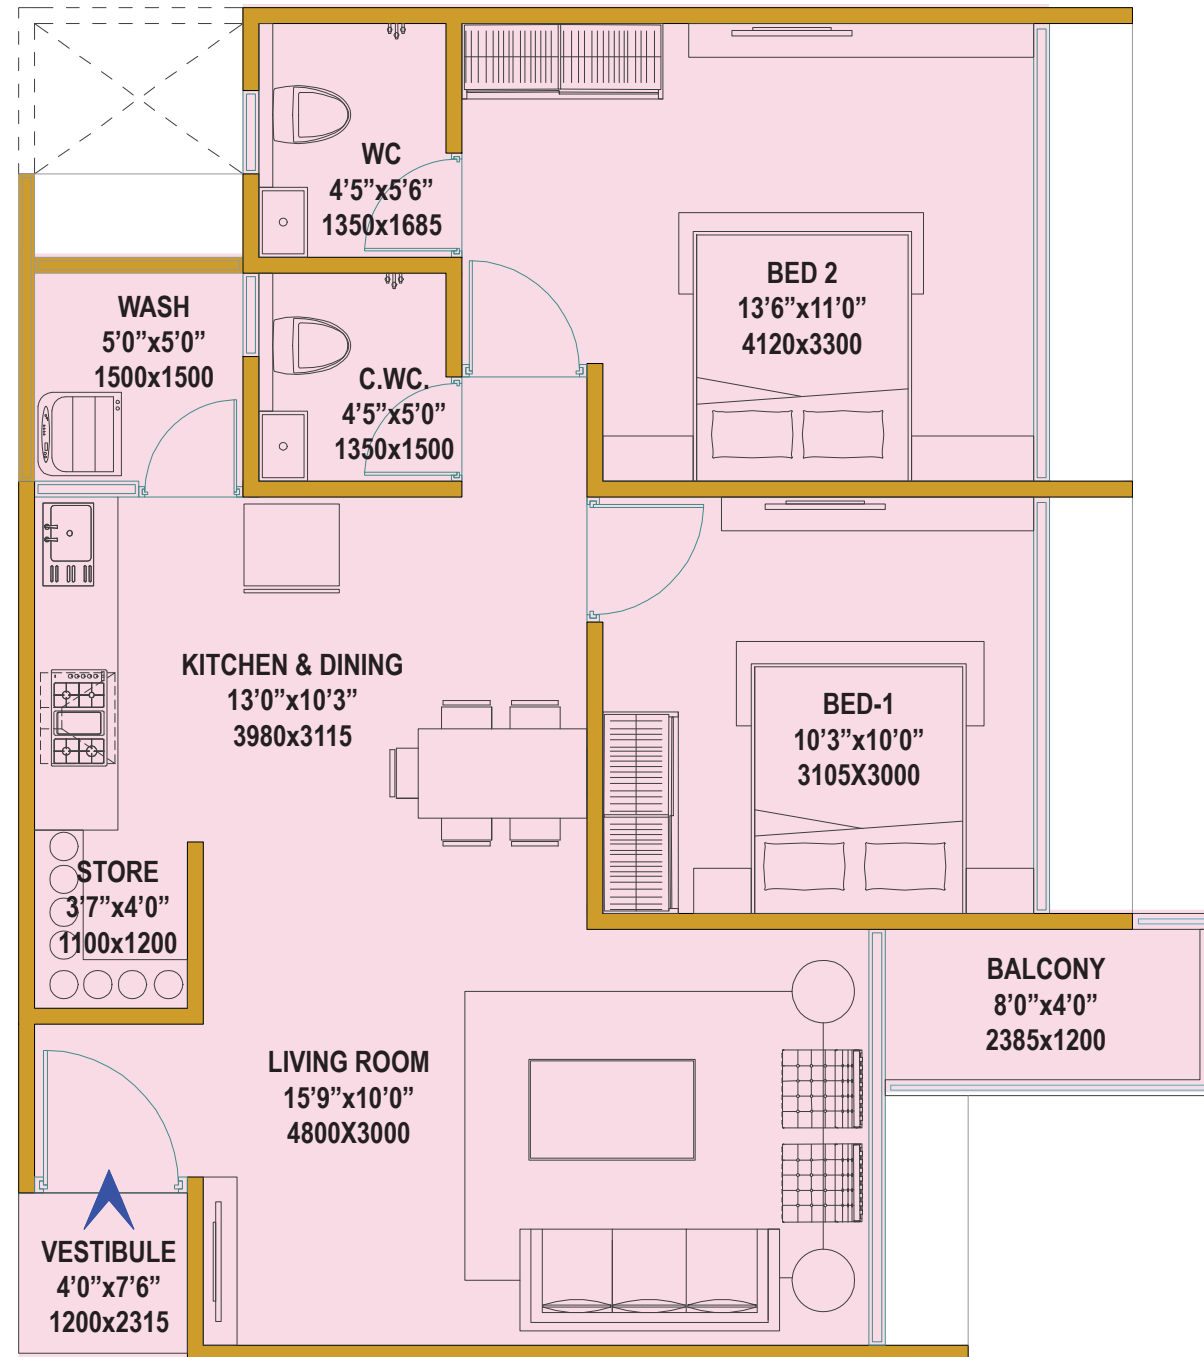 WC
4’5”x5’6”
1350x1685
BED 2
13’6”x11’0”
4120x3300
WASH
5’0”x5’0”
1500x1500
C.WC.
4’5”x5’0”
1350x1500
KITCHEN & DINING
13’0”x10’3”
3980x3115
BED-1
10’3”x10’0”
3105X3000
STORE
3’7”x4’0”
1100x1200
BALCONY
8’0”x4’0”
2385x1200
LIVING ROOM
15’9”x10’0”
4800X3000
VESTIBULE
4’0”x7’6”
1200x2315